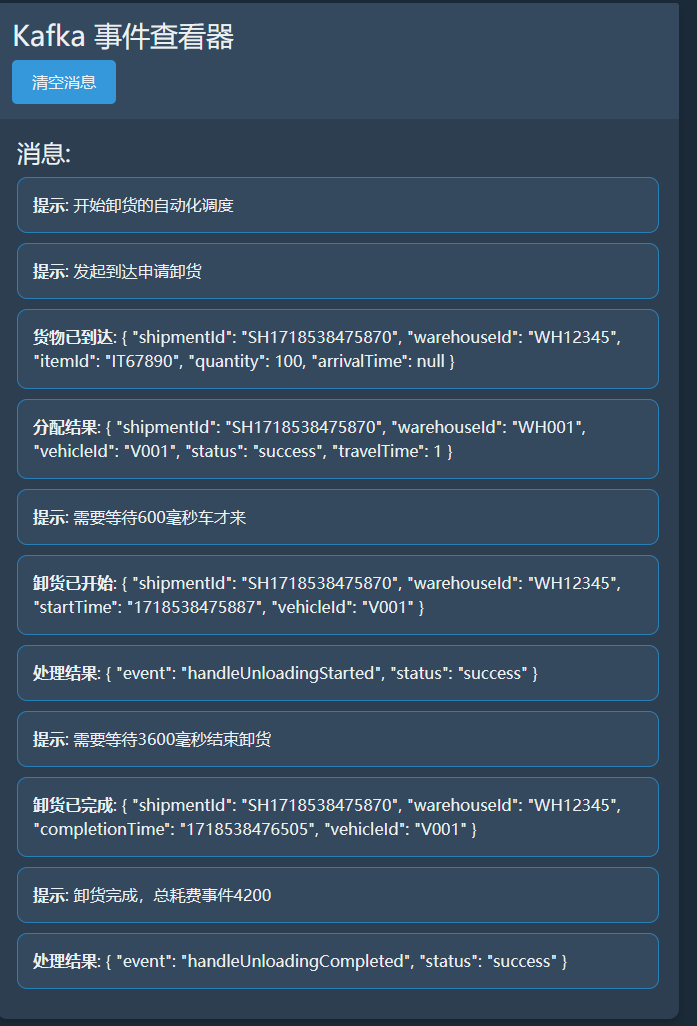 Kafka 事件查看器
清空消息
消息:
提示: 开始卸货的自动化调度
提示: 发起到达申请卸货
货物已到达: { "shipmentId": "SH1718538475870", "warehouseId": "WH12345",
"itemId": "IT67890", "quantity": 100, "arrivalTime": null }
分配结果: { "shipmentId": "SH1718538475870", "warehouseId": "WH001",
"vehicleId": "V001", "status": "success", "travelTime": 1 }
提示: 需要等待600毫秒车才来
卸货已开始: { "shipmentId": "SH1718538475870", "warehouseId": "WH12345",
"startTime": "1718538475887", "vehicleId": "V001" }
处理结果: { "event": "handleUnloadingStarted", "status": "success" }
提示: 需要等待3600毫秒结束卸货
卸货已完成: { "shipmentId": "SH1718538475870", "warehouseId": "WH12345",
"completionTime": "1718538476505", "vehicleId": "V001" }
提示: 卸货完成，总耗费事件4200
处理结果: { "event": "handleUnloadingCompleted", "status": "success" }